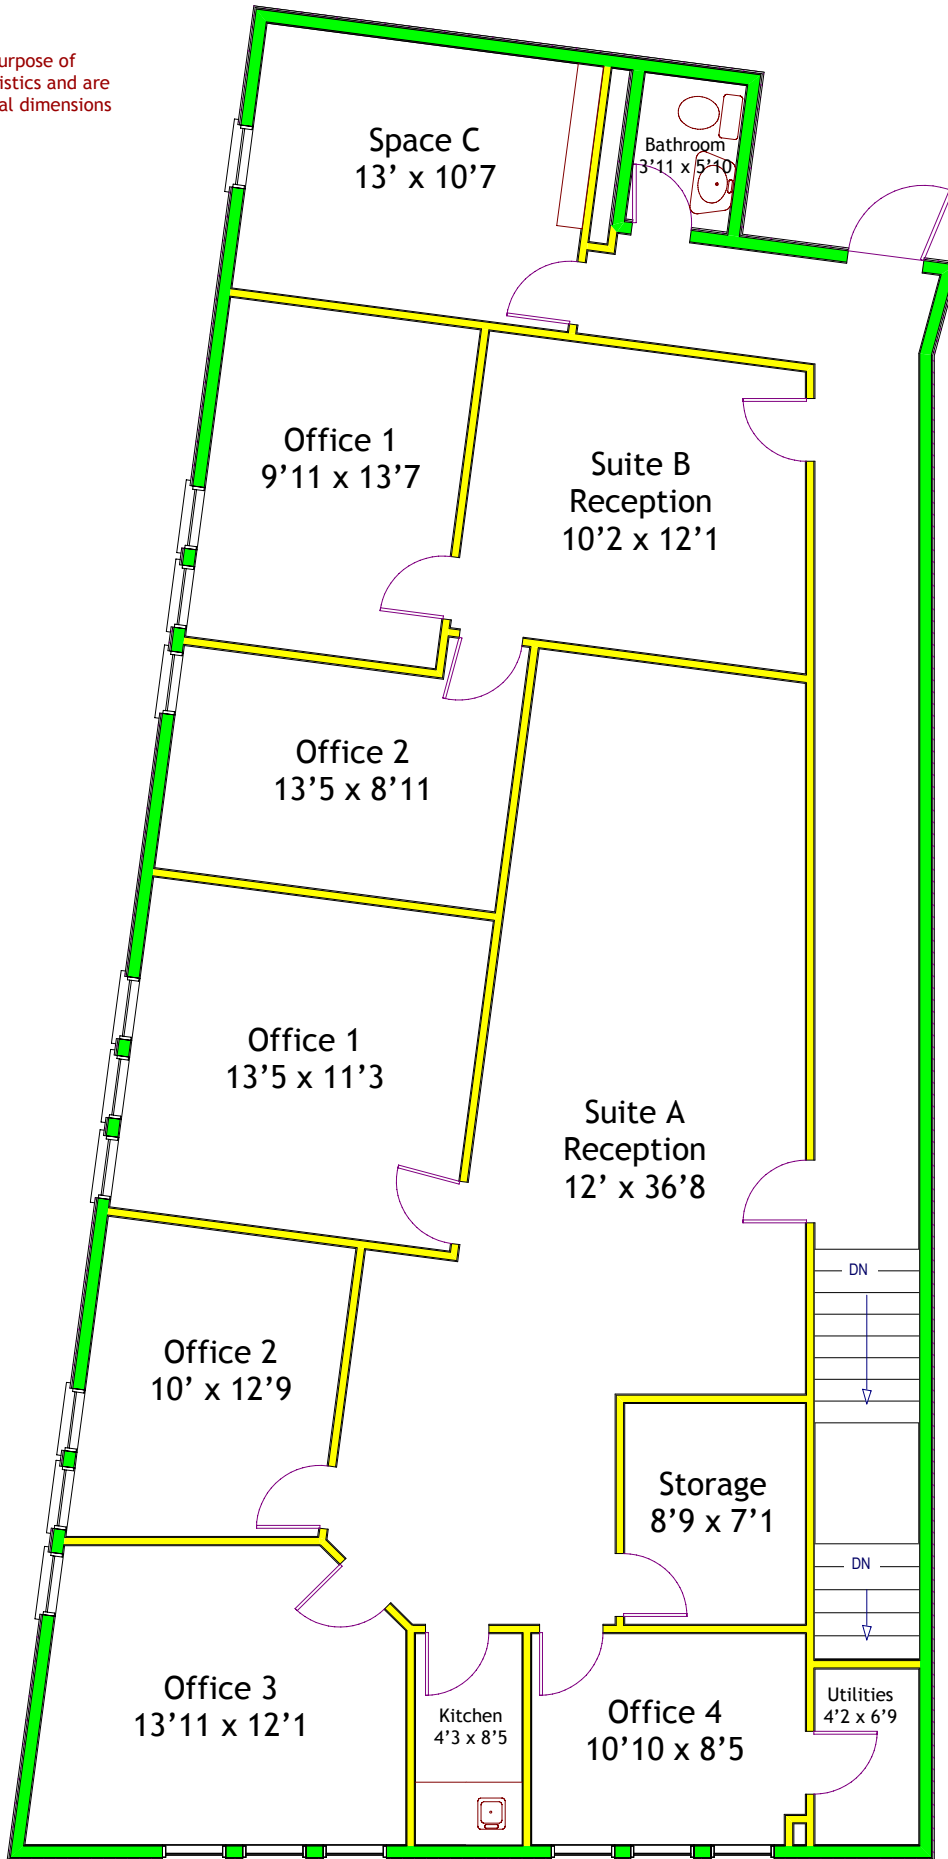 urpose of
istics and are
al dimensions
Space C
13’ x 10’7
Bathroom
3’11 x 5’10
Office 1
9’11 x 13’7
Suite B
Reception
10’2 x 12’1
Office 2
13’5 x 8’11
Office 1
13’5 x 11’3
Suite A
Reception
12’ x 36’8
DN
Office 2
10’ x 12’9
Storage
8’9 x 7’1
DN
Office 3
13’11 x 12’1
Kitchen
4’3 x 8’5
Office 4
10’10 x 8’5
Utilities
4’2 x 6’9